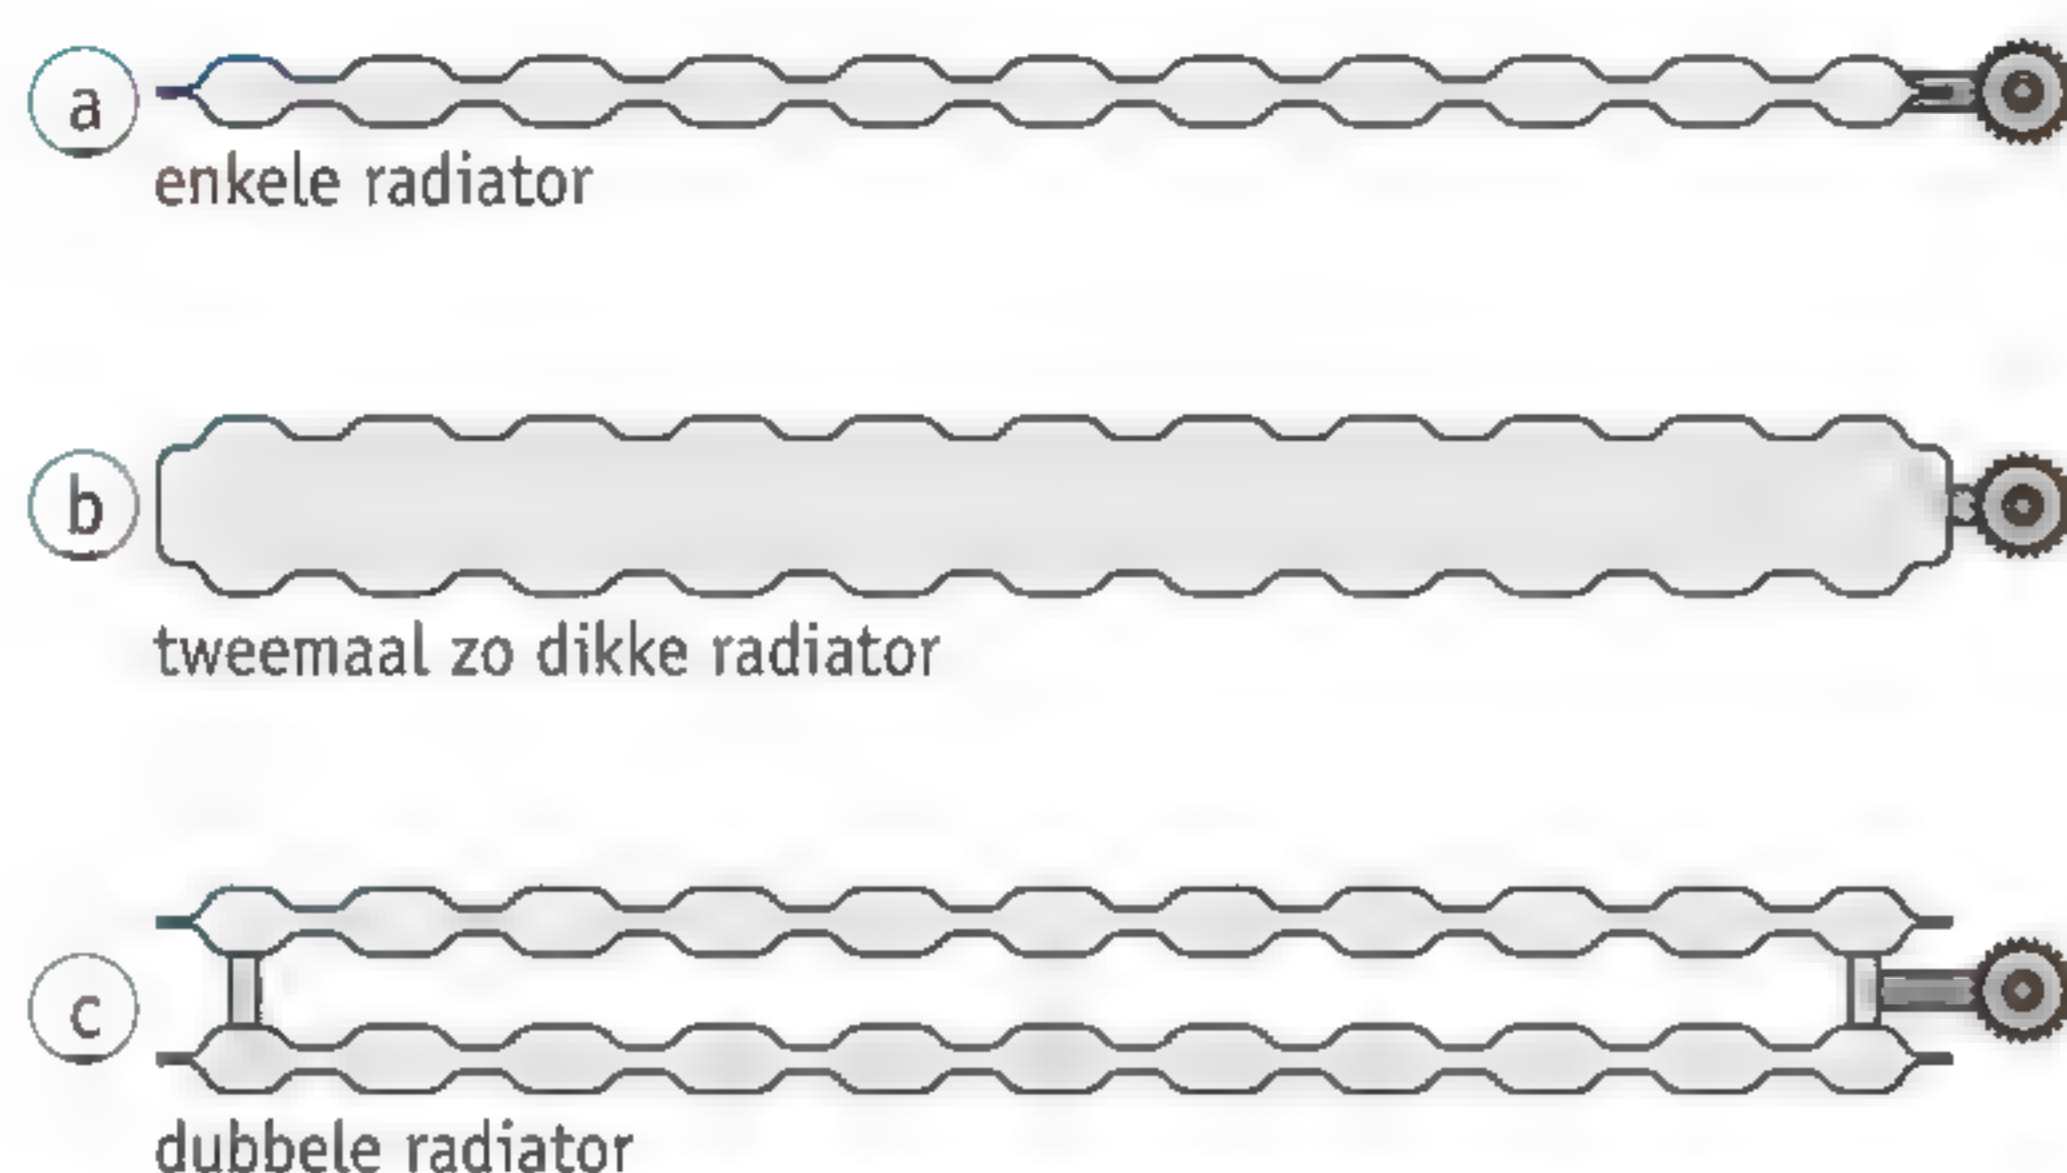 a
enkele radiator
b
tweemaal zo dikke radiator
c
dubbele radiator